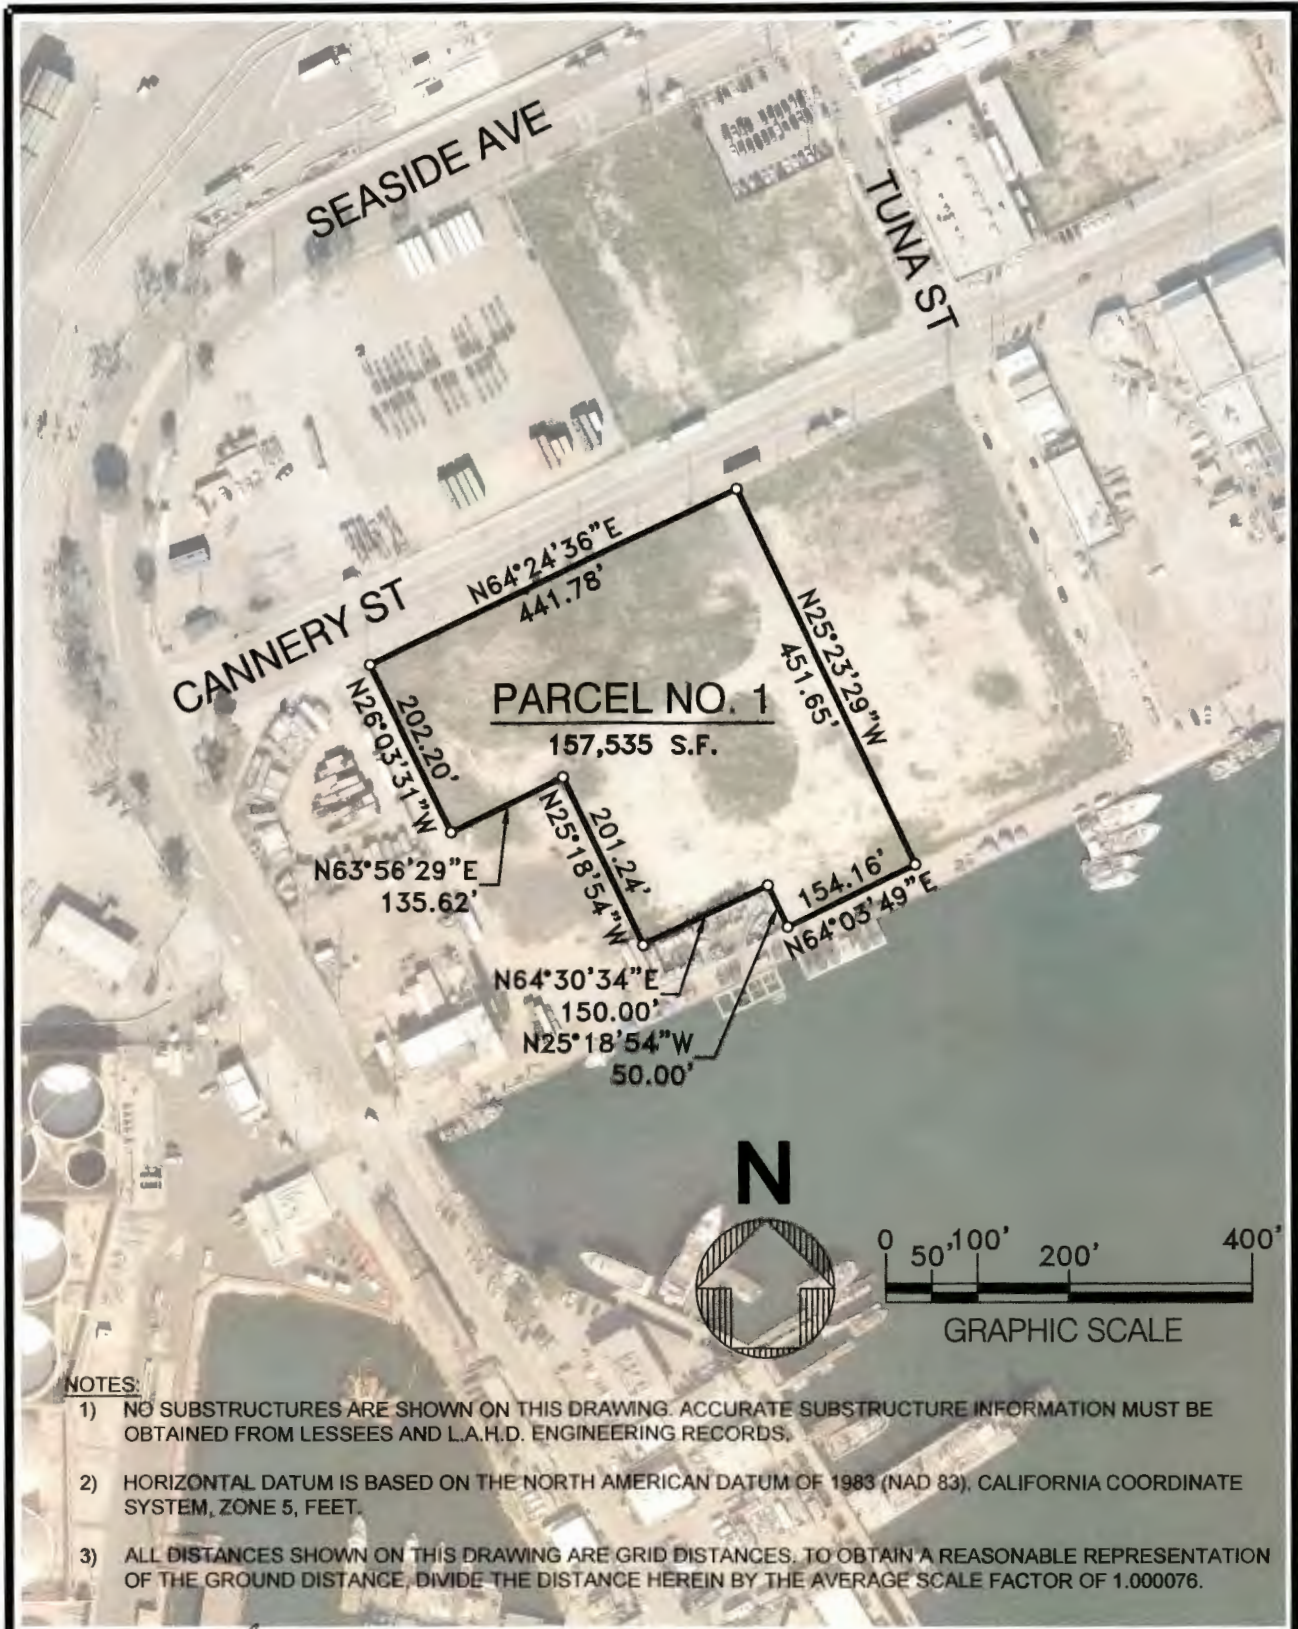 SEASIDE AVE
TUNA ST
CANNERY ST
N64°24'36"E
441.78'
N25°23'29"W
451.65'
PARCEL NO. 1
157,535 S.F.
202.20'
N26°03'31"W
N63°56'29"E
135.62'
201.24'
N25°18'54"W
154.16'
N64°03'49"E
N64°30'34"E
150.00'
N25°18'54"W
50.00'
N
0 50' 100' 200' 400'
GRAPHIC SCALE
NOTES:
1) NO SUBSTRUCTURES ARE SHOWN ON THIS DRAWING. ACCURATE SUBSTRUCTURE INFORMATION MUST BE
OBTAINED FROM LESSEES AND L.A.H.D. ENGINEERING RECORDS.
2) HORIZONTAL DATUM IS BASED ON THE NORTH AMERICAN DATUM OF 1983 (NAD 83), CALIFORNIA COORDINATE
SYSTEM, ZONE 5, FEET.
3) ALL DISTANCES SHOWN ON THIS DRAWING ARE GRID DISTANCES. TO OBTAIN A REASONABLE REPRESENTATION
OF THE GROUND DISTANCE, DIVIDE THE DISTANCE HEREIN BY THE AVERAGE SCALE FACTOR OF 1.000076.